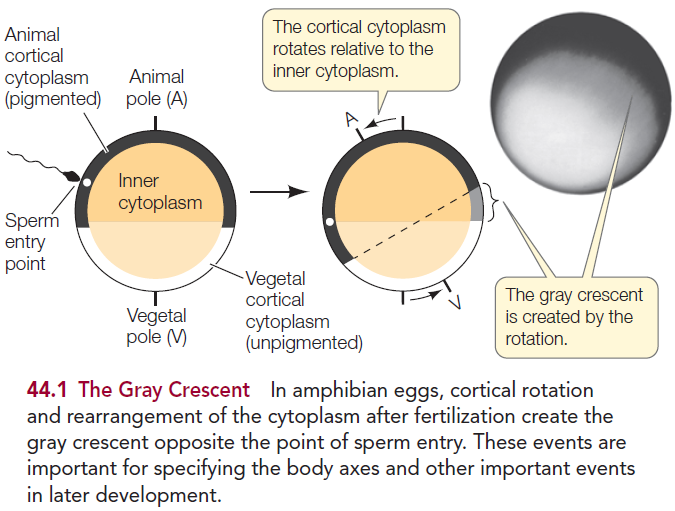 Animal
cortical
cytoplasm
(pigmented)
Animal
pole (A)
The cortical cytoplasm
rotates relative to the
inner cytoplasm.
A
Inner
cytoplasm
Sperm
entry
point
Vegetal
pole (V)
Vegetal
cortical
cytoplasm
(unpigmented)
V
The gray crescent
is created by the
rotation.
44.1 The Gray Crescent In amphibian eggs, cortical rotation
and rearrangement of the cytoplasm after fertilization create the
gray crescent opposite the point of sperm entry. These events are
important for specifying the body axes and other important events
in later development.